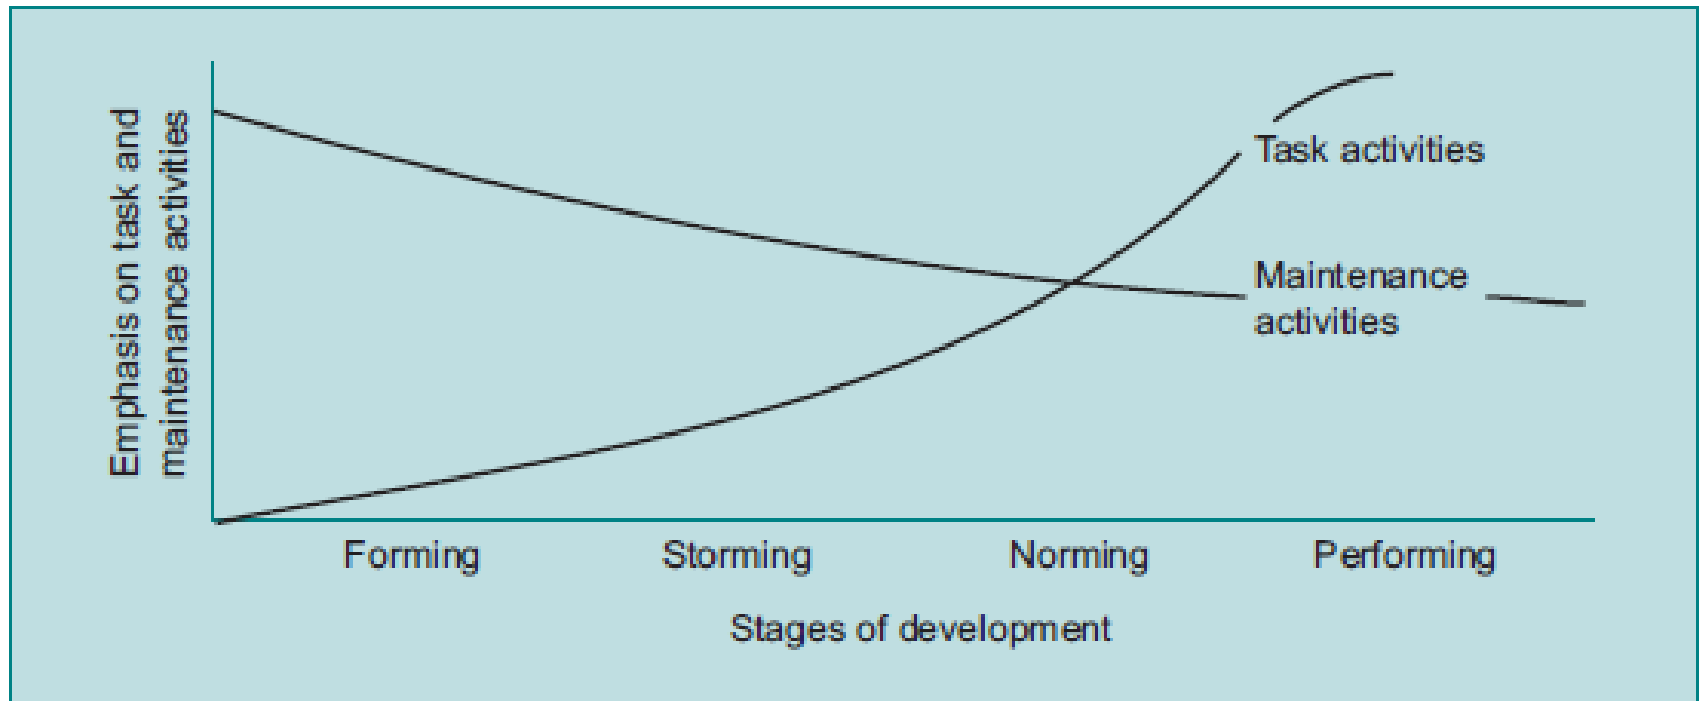 Emphasis on task and
maintenance activities
Task activities
Maintenance
activities
Forming
Storming
Norming
Performing
Stages of development